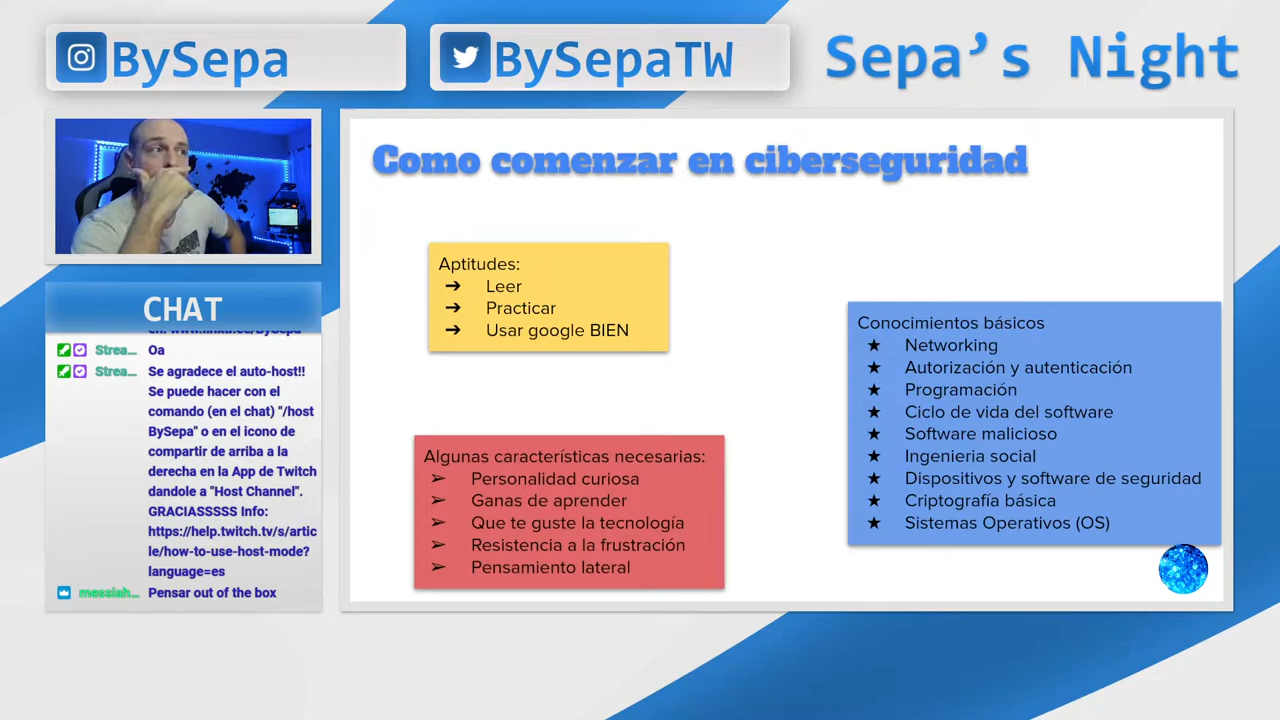 BySepa
BySepaTW
Sepa's Night
Como comenzar en ciberseguridad
Aptitudes:
➔ Leer
➔ Practicar
➔ Usar google BIEN
Conocimientos básicos
★ Networking
★ Autorización y autenticación
★ Programación
★ Ciclo de vida del software
★ Software malicioso
★ Ingenieria social
★ Dispositivos y software de seguridad
★ Criptografía básica
★ Sistemas Operativos (OS)
Algunas características necesarias:
➢ Personalidad curiosa
➢ Ganas de aprender
➢ Que te guste la tecnología
➢ Resistencia a la frustración
➢ Pensamiento lateral
CHAT
Strea... Oa
Strea... Se agradece el auto-host!!
Se puede hacer con el
comando (en el chat) "/host
BySepa" o en el icono de
compartir de arriba a la
derecha en la App de Twitch
dandole a "Host Channel".
GRACIASSSSS Info:
https://help.twitch.tv/s/artic
le/how-to-use-host-mode?
language=es
messiah... Pensar out of the box